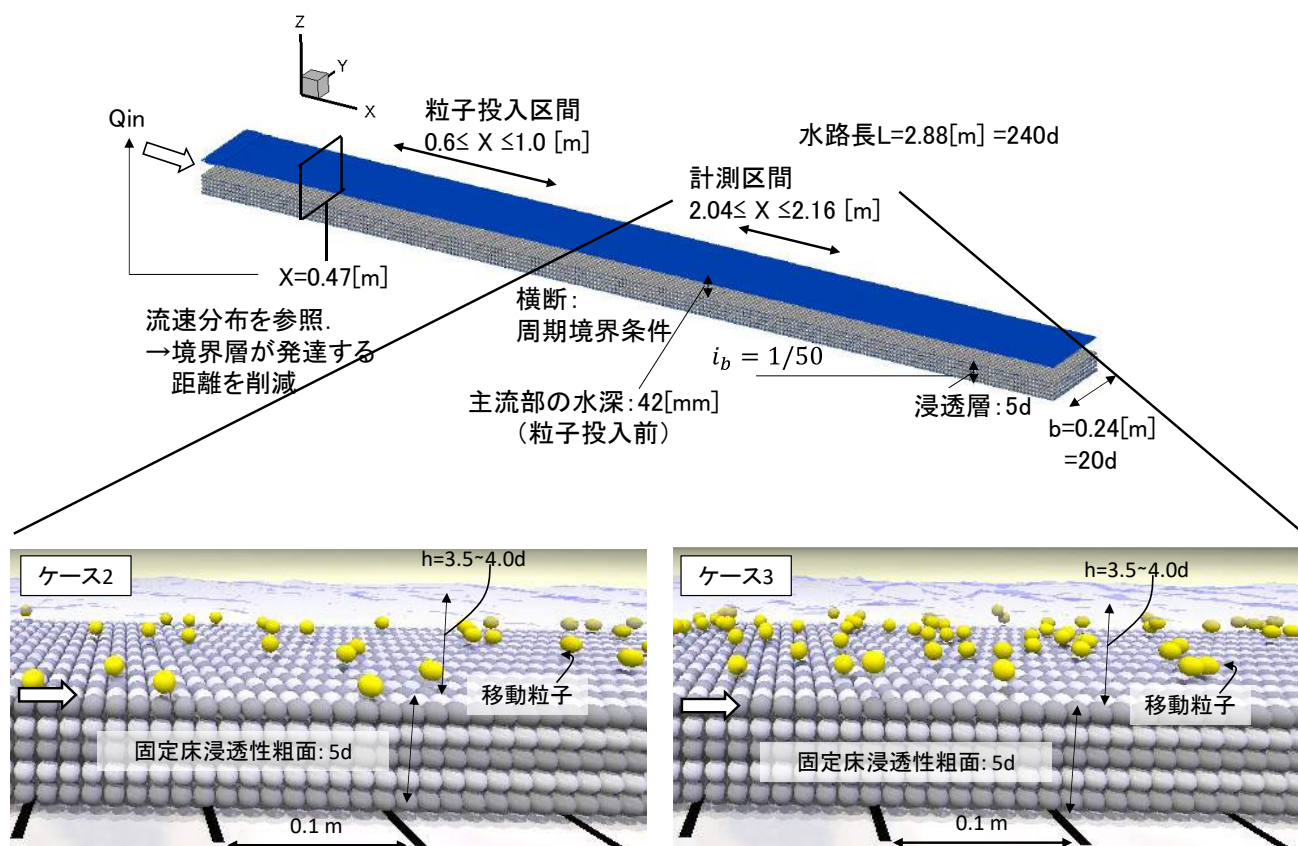 Z
Y
X
Qin
粒子投入区間
0.6≤ X ≤1.0 [m]
水路長L=2.88[m] =240d
計測区間
2.04≤ X ≤2.16 [m]
X=0.47[m]
流速分布を参照.
→境界層が発達する
距離を削減
横断:
周期境界条件
i_b = 1/50
主流部の水深:42[mm]
(粒子投入前)
浸透層:5d
b=0.24[m]
=20d
ケース2
h=3.5~4.0d
移動粒子
固定床浸透性粗面: 5d
0.1 m
ケース3
h=3.5~4.0d
移動粒子
固定床浸透性粗面: 5d
0.1 m